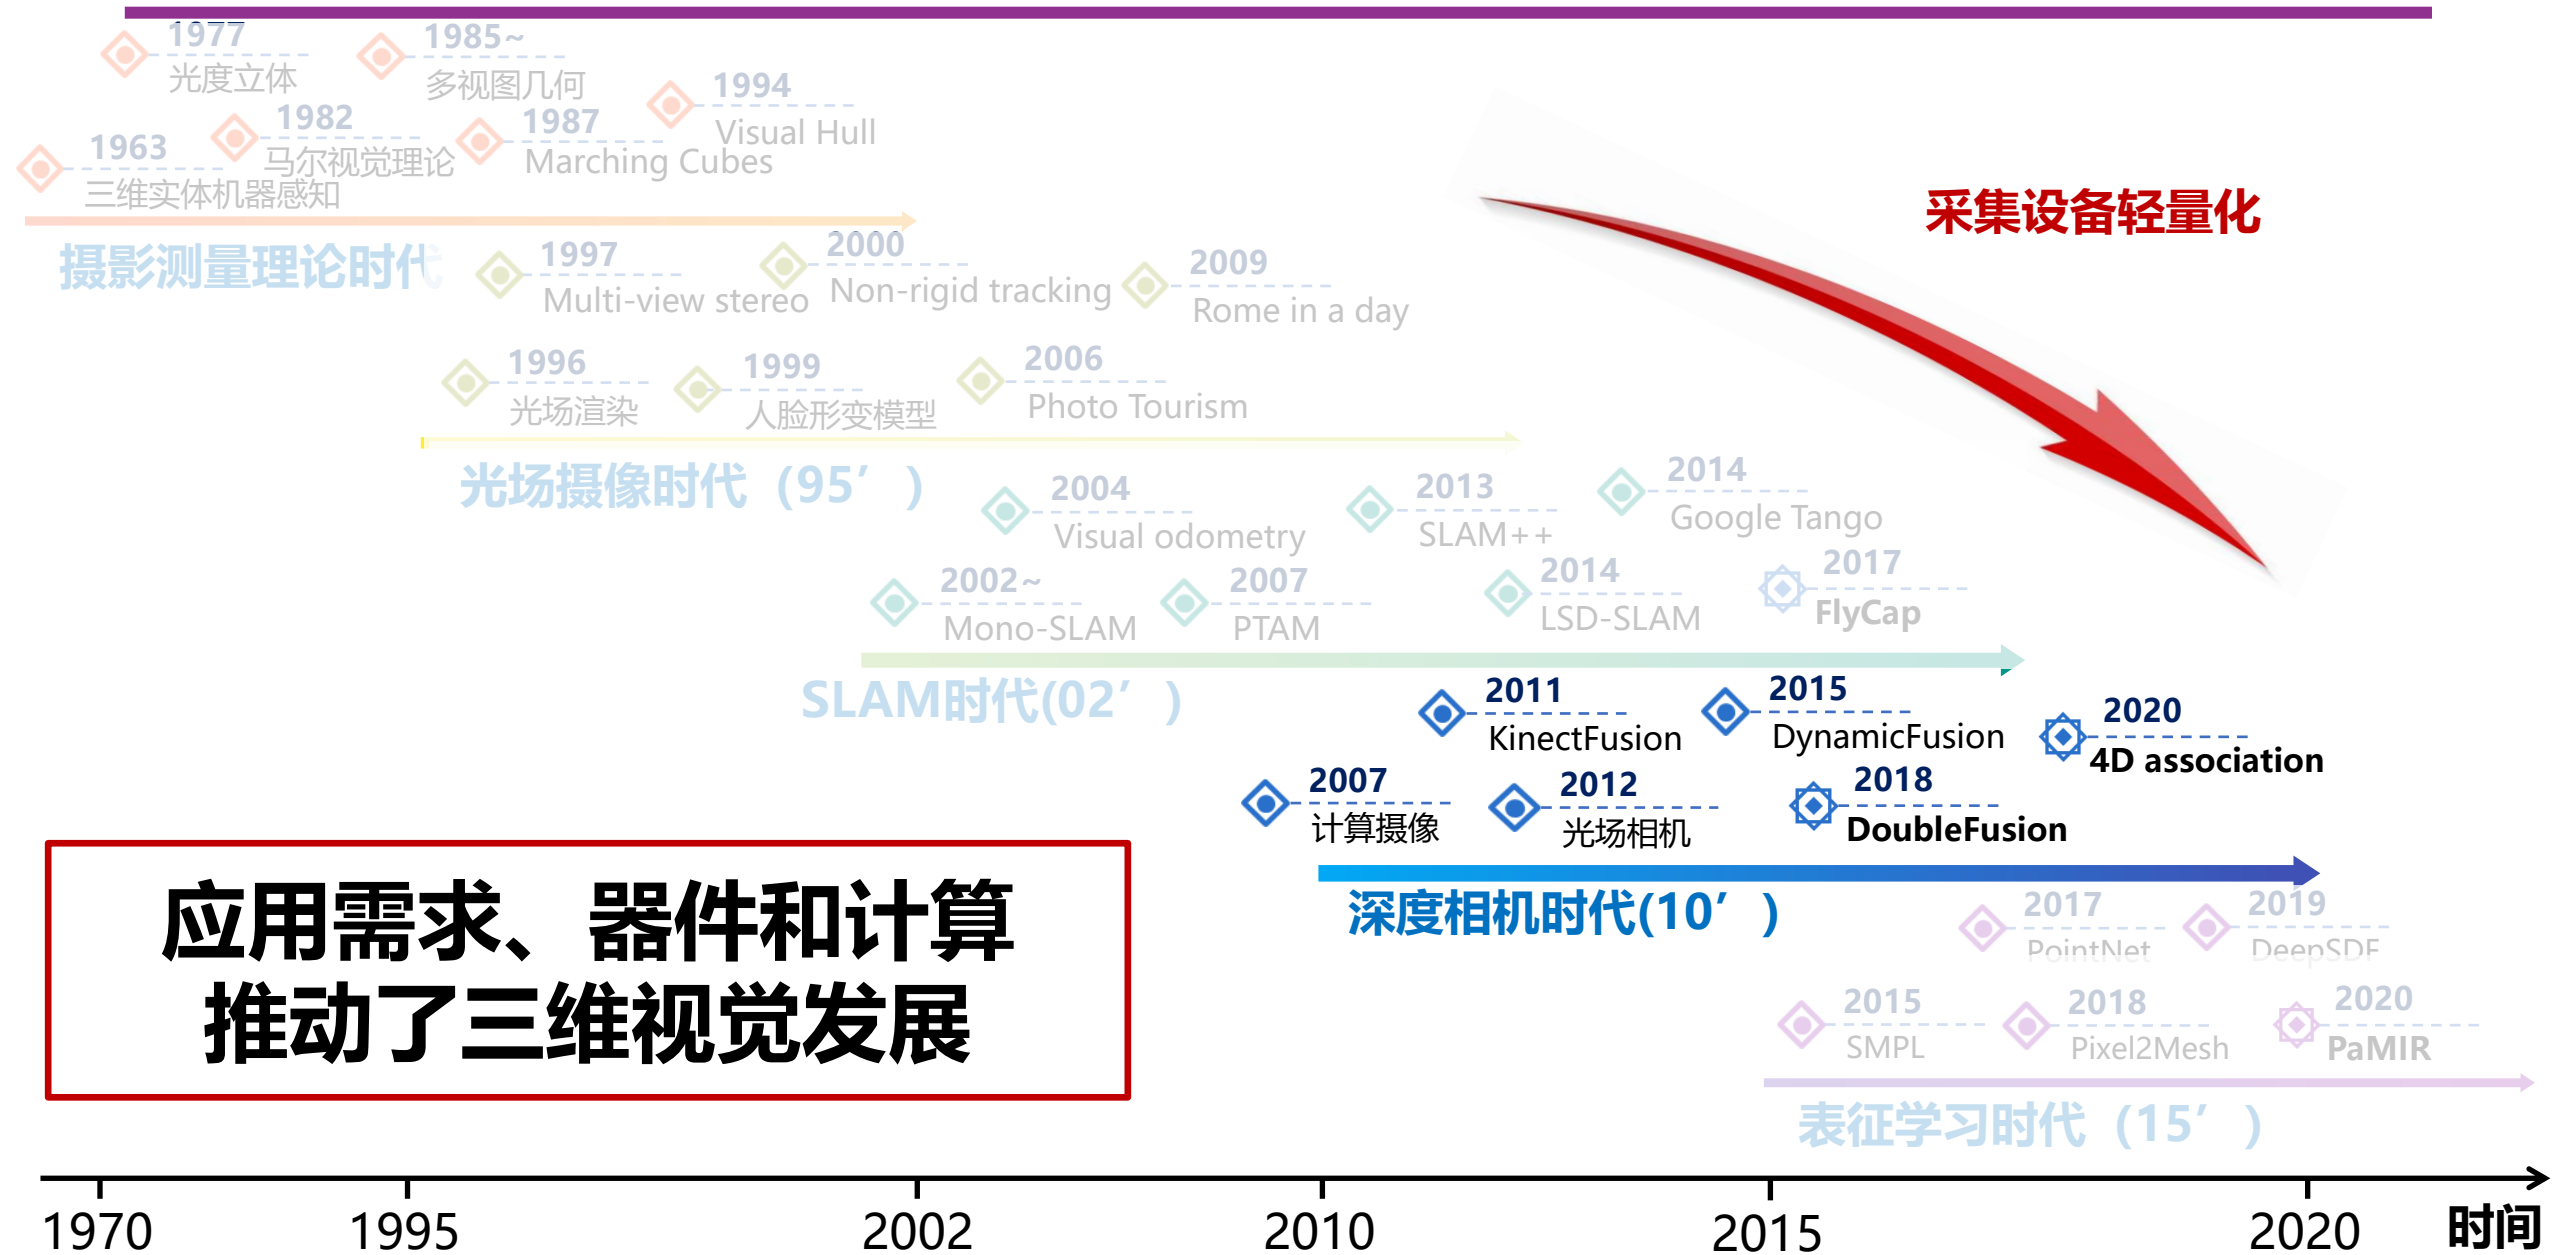 1977
光度立体
1985~
多视图几何
1994
Visual Hull
1963
三维实体机器感知
1982
马尔视觉理论
1987
Marching Cubes
摄影测量理论时代
采集设备轻量化
1997
Multi-view stereo
2000
Non-rigid tracking
2009
Rome in a day
1996
光场渲染
1999
人脸形变模型
2006
Photo Tourism
光场摄像时代（95’）
2004
Visual odometry
2013
SLAM++
2014
Google Tango
2002~
Mono-SLAM
2007
PTAM
2014
LSD-SLAM
2017
FlyCap
SLAM时代(02’)
2011
KinectFusion
2015
DynamicFusion
2020
4D association
2007
计算摄像
2012
光场相机
2018
DoubleFusion
深度相机时代(10’)
应用需求、器件和计算
推动了三维视觉发展
2017
PointNet
2019
DeepSDF
2015
SMPL
2018
Pixel2Mesh
2020
PaMIR
表征学习时代（15’）
1970
1995
2002
2010
2015
2020
时间